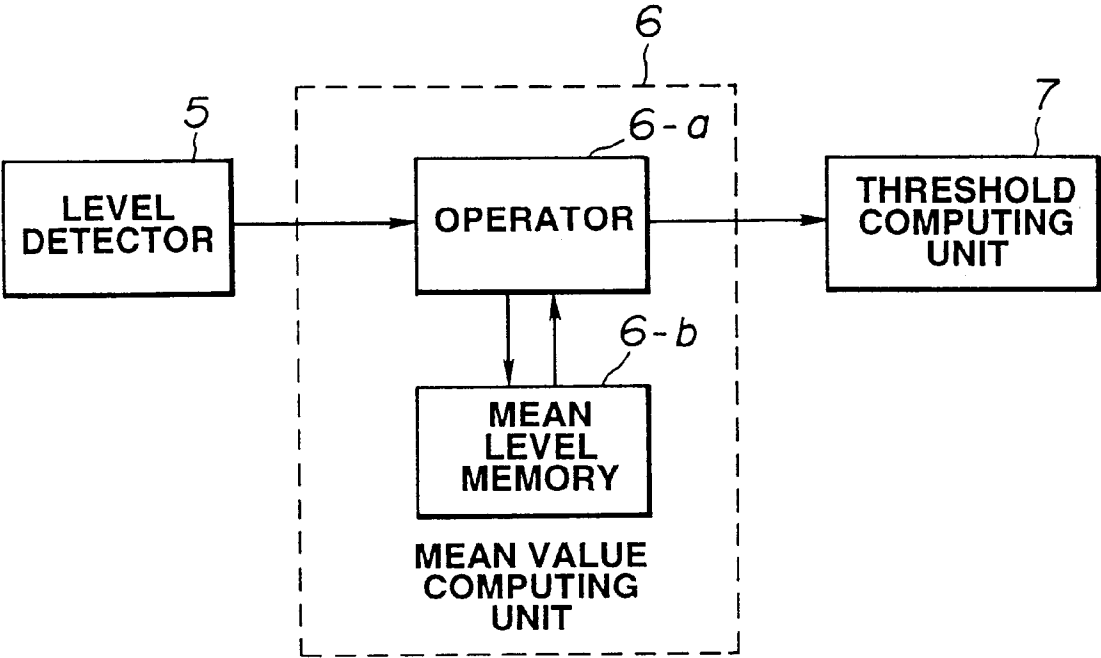 6
5
6-a
7
LEVEL
DETECTOR
OPERATOR
THRESHOLD
COMPUTING
UNIT
6-b
MEAN
LEVEL
MEMORY
MEAN VALUE
COMPUTING
UNIT